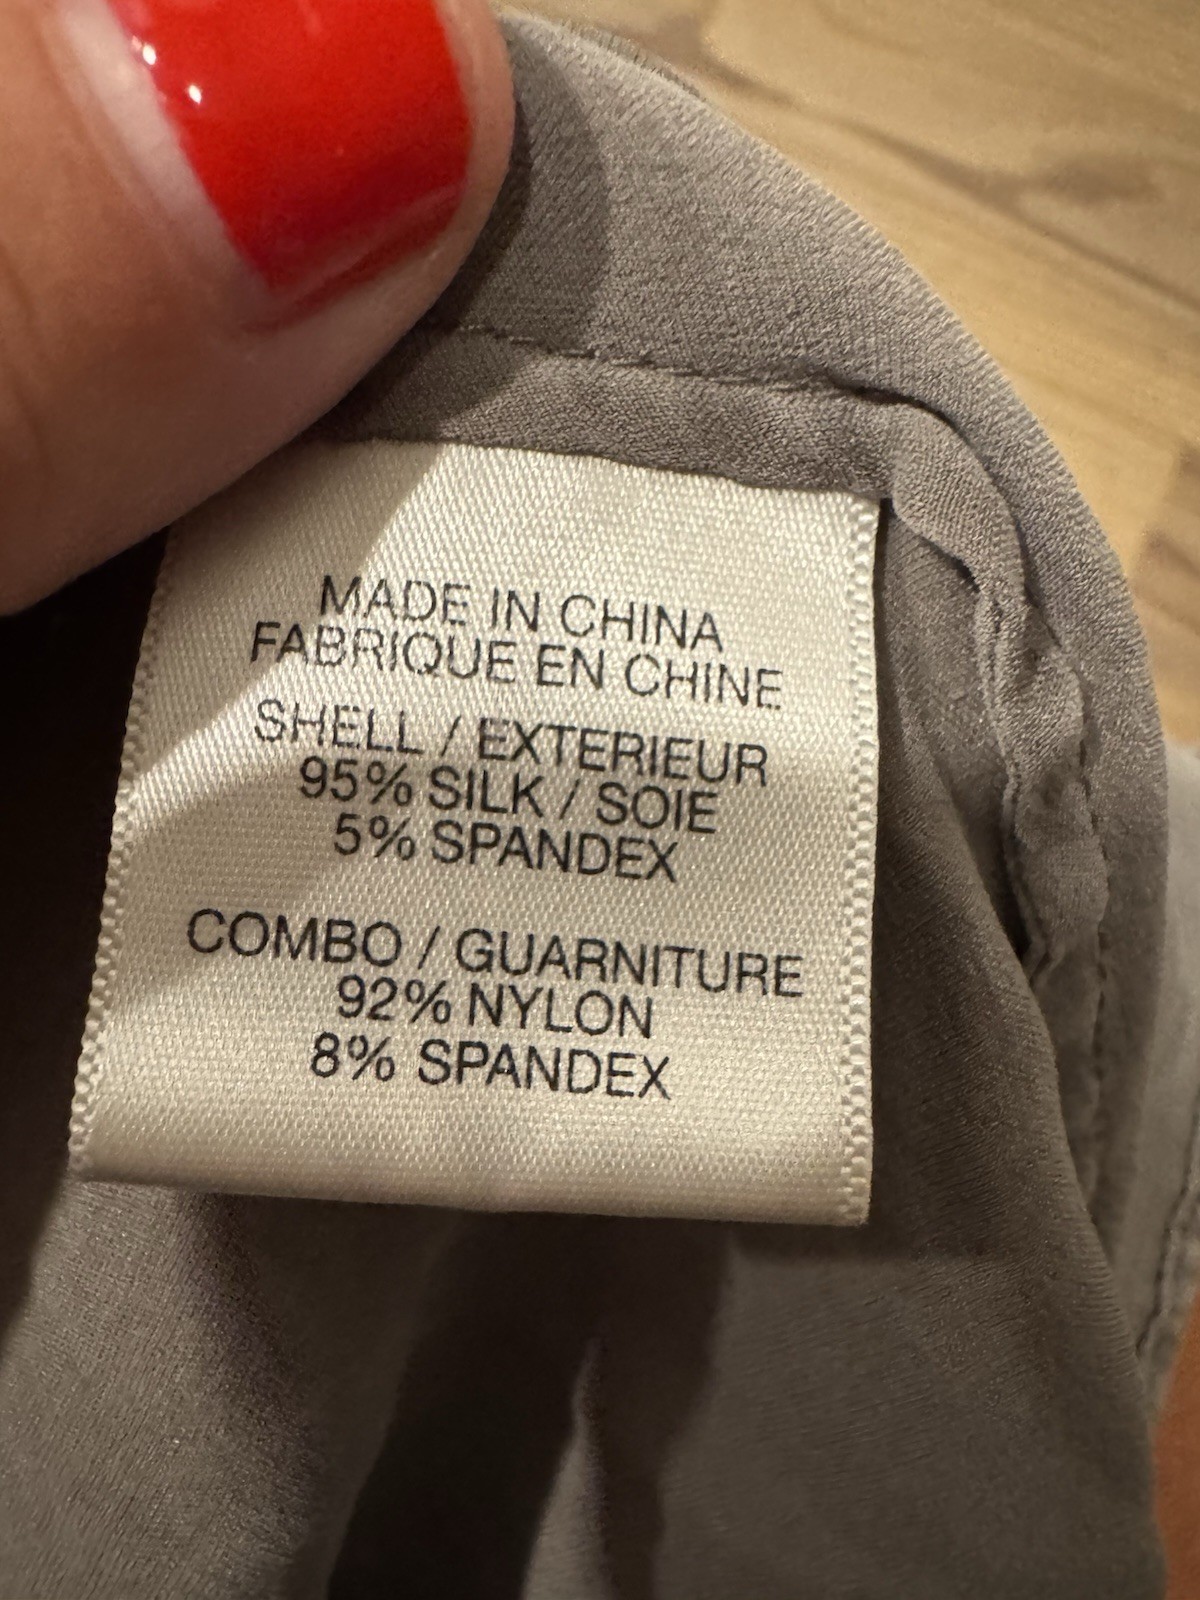 MADE IN CHINA
FABRIQUE EN CHINE
SHELL / EXTERIEUR
95% SILK / SOIE
5% SPANDEX
COMBO / GUARNITURE
92% NYLON
8% SPANDEX